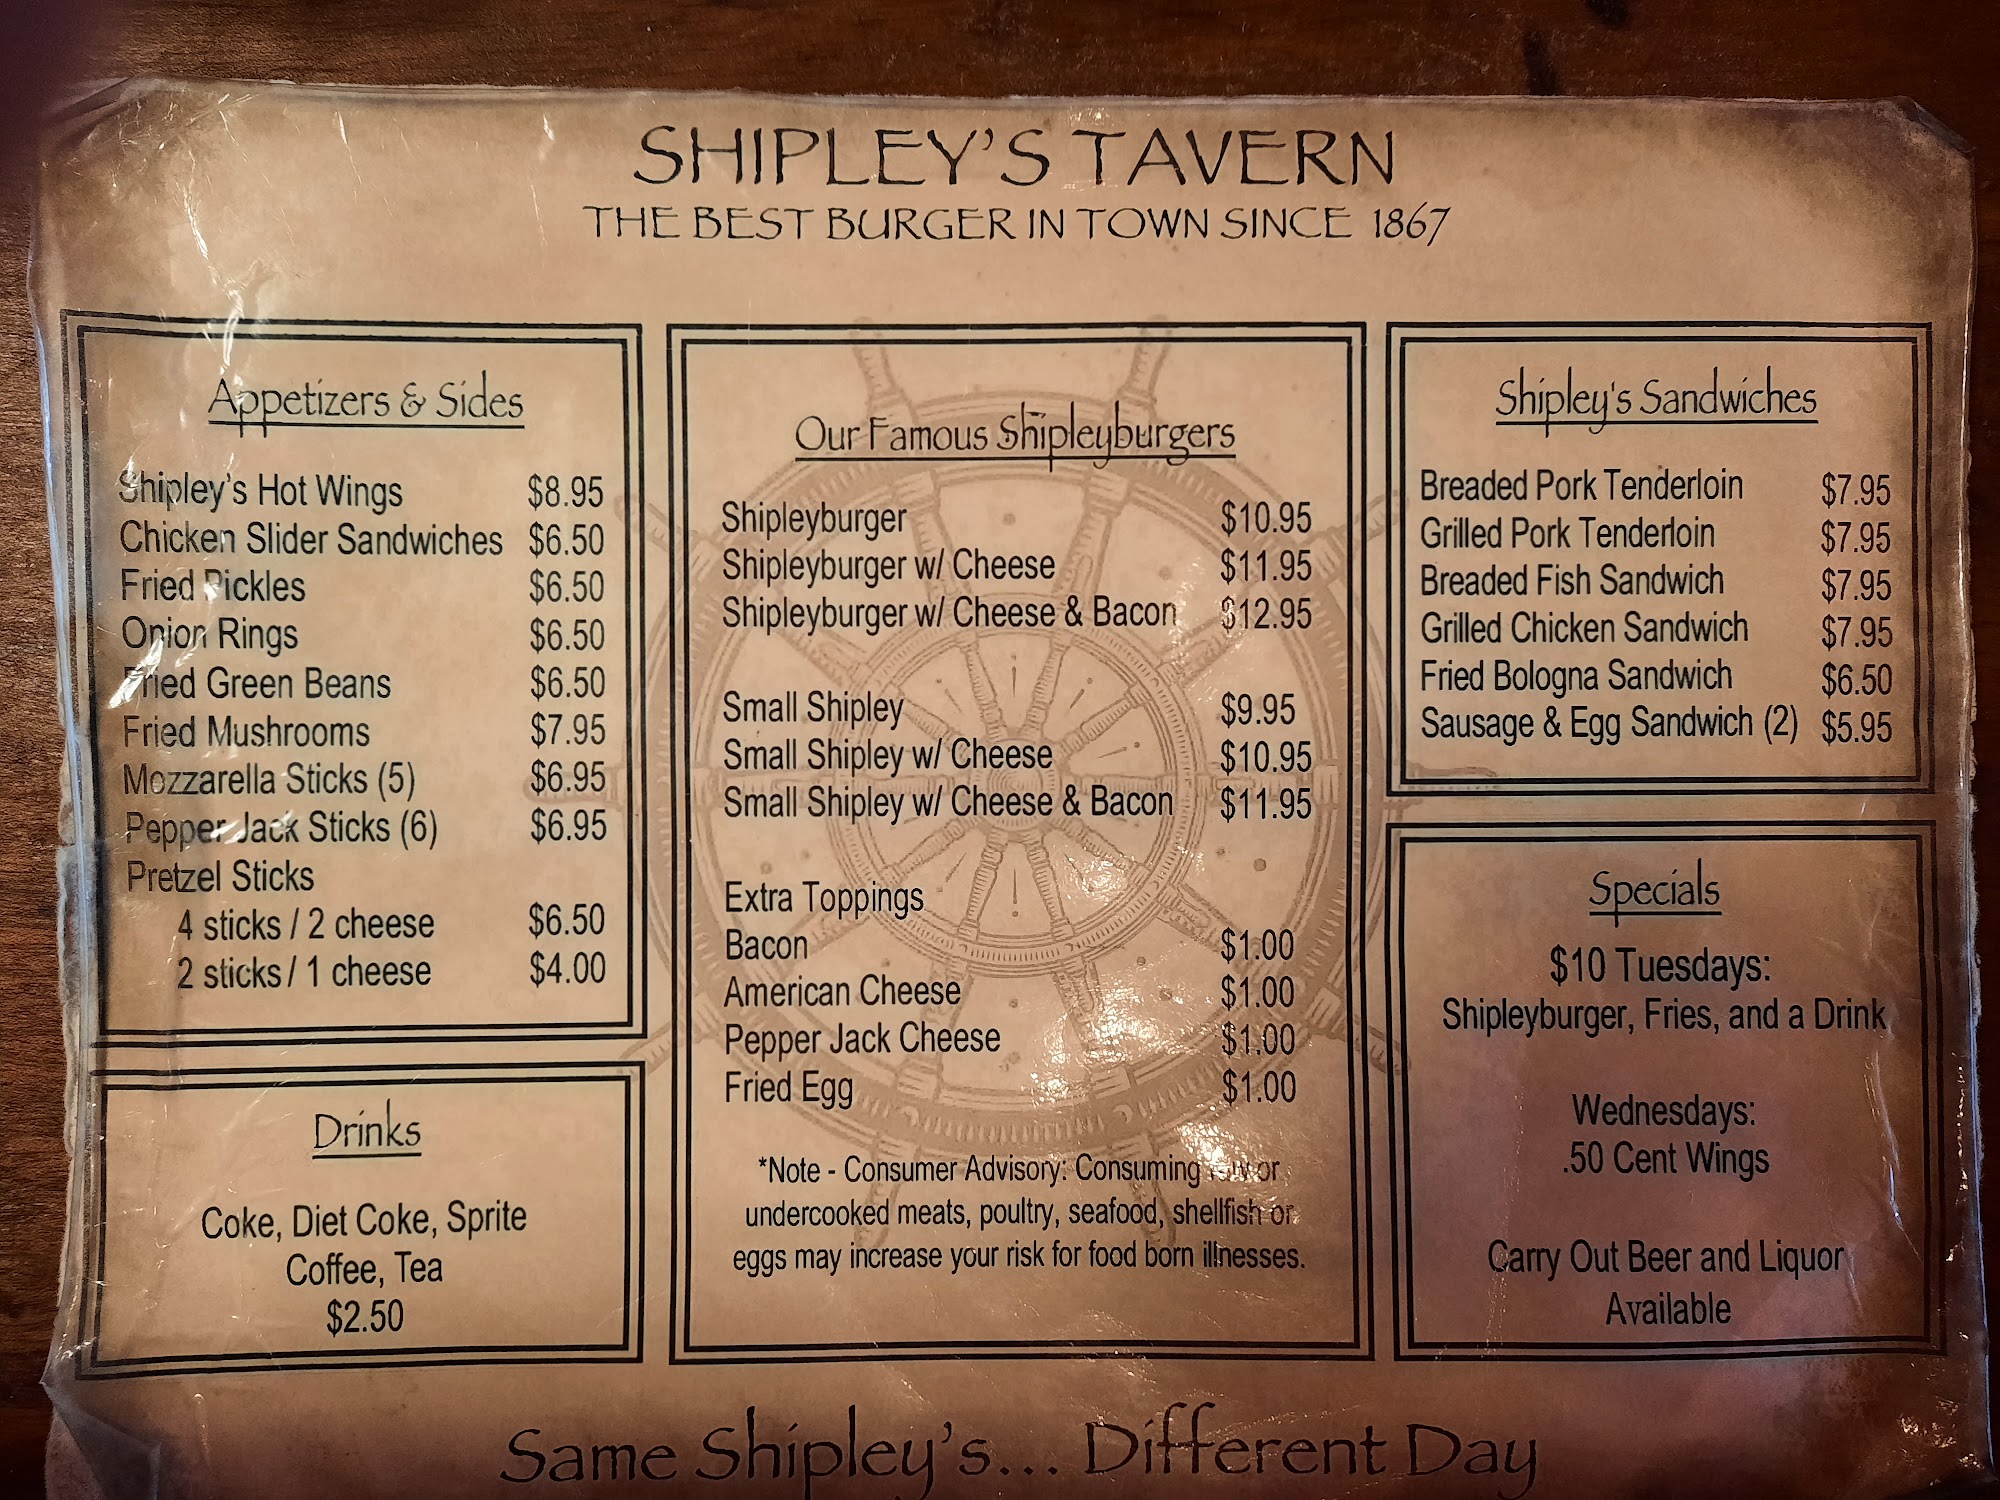 SHIPLEY'S TAVERN
THE BEST BURGER IN TOWN SINCE 1867
Appetizers & Sides
Shipley's Hot Wings $8.95
Chicken Slider Sandwiches $6.50
Fried Pickles $6.50
Onion Rings $6.50
Fried Green Beans $6.50
Fried Mushrooms $7.95
Mozzarella Sticks (5) $6.95
Pepper Jack Sticks (6) $6.95
Pretzel Sticks
4 sticks / 2 cheese $6.50
2 sticks / 1 cheese $4.00
Drinks
Coke, Diet Coke, Sprite
Coffee, Tea
$2.50
Our Famous Shipleyburgers
Shipleyburger $10.95
Shipleyburger w/ Cheese $11.95
Shipleyburger w/ Cheese & Bacon $12.95
Small Shipley $9.95
Small Shipley w/ Cheese $10.95
Small Shipley w/ Cheese & Bacon $11.95
Extra Toppings
Bacon $1.00
American Cheese $1.00
Pepper Jack Cheese $1.00
Fried Egg $1.00
*Note - Consumer Advisory: Consuming raw or
undercooked meats, poultry, seafood, shellfish or
eggs may increase your risk for food born illnesses.
Shipley's Sandwiches
Breaded Pork Tenderloin $7.95
Grilled Pork Tenderloin $7.95
Breaded Fish Sandwich $7.95
Grilled Chicken Sandwich $7.95
Fried Bologna Sandwich $6.50
Sausage & Egg Sandwich (2) $5.95
Specials
$10 Tuesdays:
Shipleyburger, Fries, and a Drink
Wednesdays:
.50 Cent Wings
Carry Out Beer and Liquor
Available
Same Shipley's... Different Day